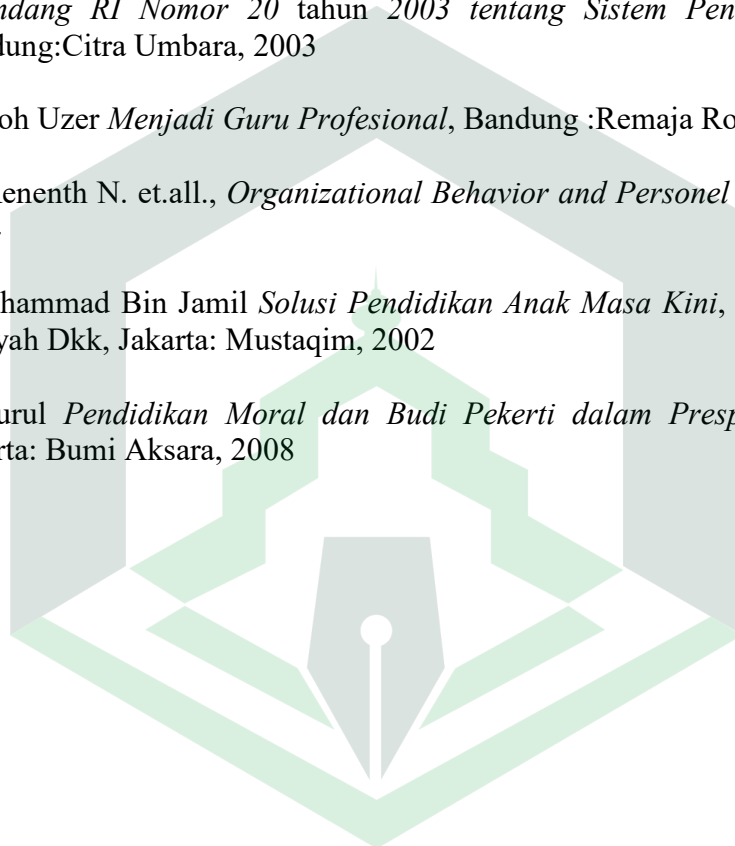 ndang RI Nomor 20 tahun 2003 tentang Sistem Pen
dung:Citra Umbara, 2003
oh Uzer Menjadi Guru Profesional, Bandung :Remaja Ro
enenth N. et.all., Organizational Behavior and Personel
hammad Bin Jamil Solusi Pendidikan Anak Masa Kini,
yah Dkk, Jakarta: Mustaqim, 2002
urul Pendidikan Moral dan Budi Pekerti dalam Presp
rta: Bumi Aksara, 2008